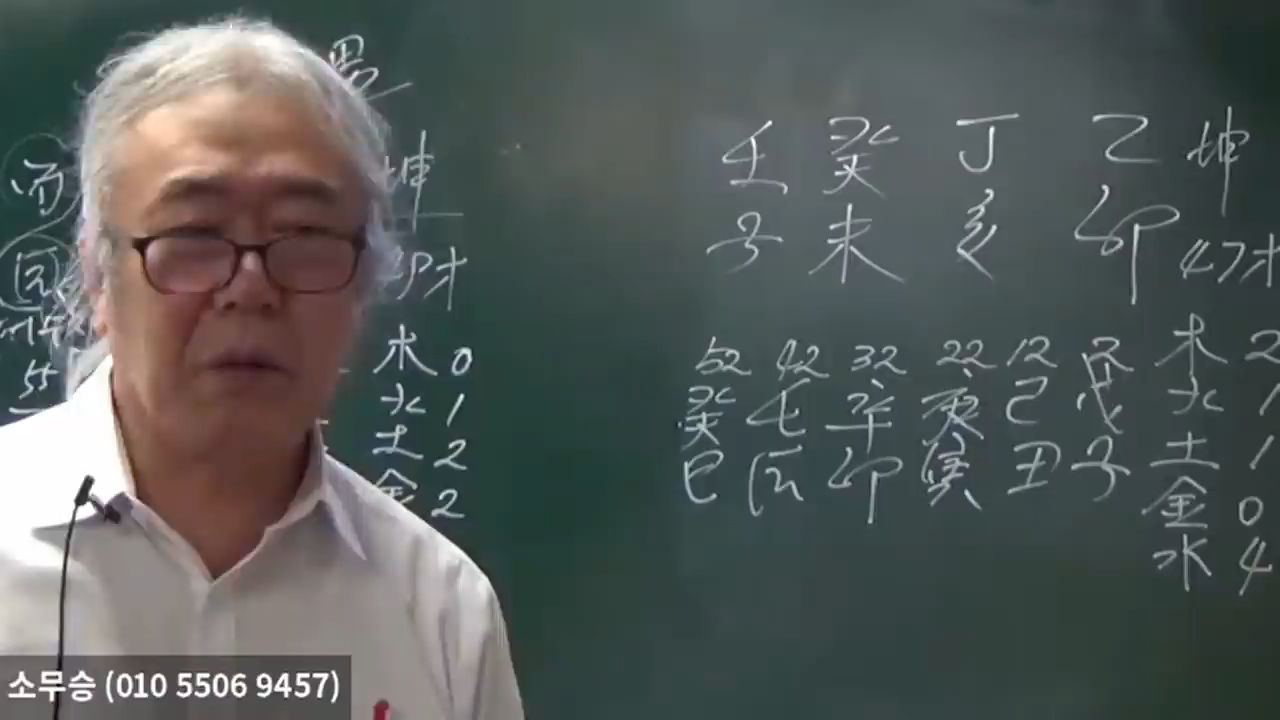 坤
才
木 0
火 1
土 2
金 2
壬 癸 丁 乙 坤
子 未 亥 卯 47才
52 42 32 22 12 2
癸 壬 辛 庚 己 戊
巳 辰 卯 寅 丑 子
木 2
火 1
土 1
金 0
水 4
소무승 (010 5506 9457)